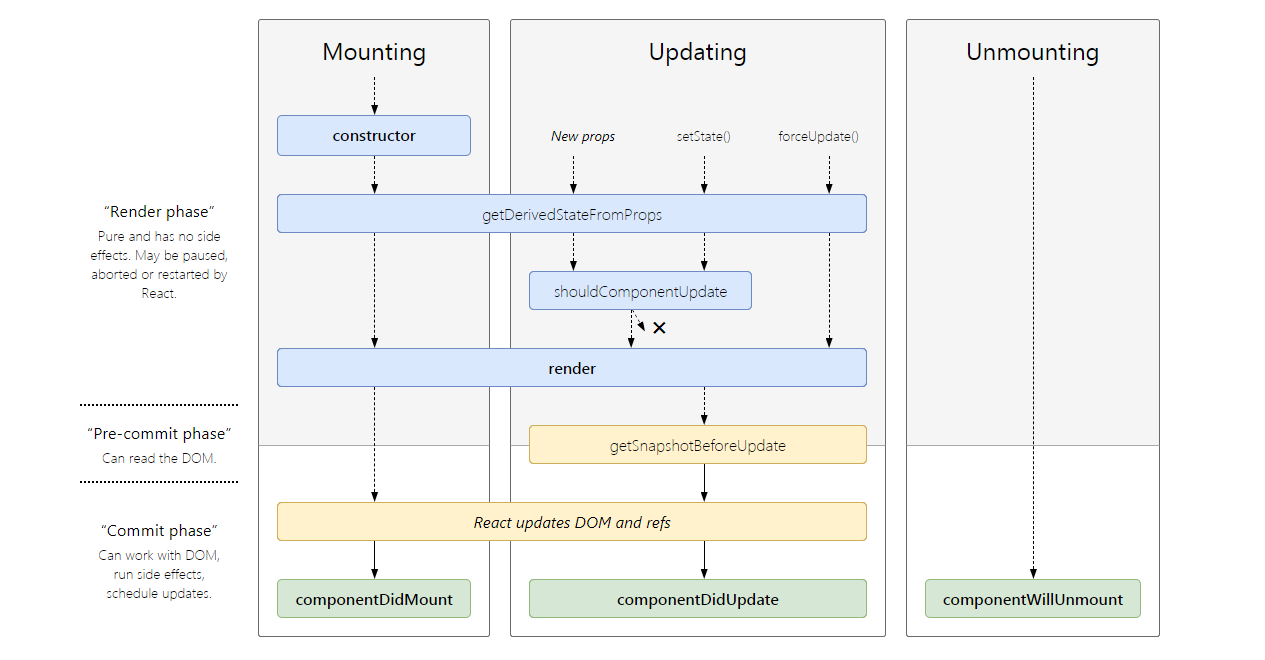 Mounting
Updating
Unmounting
constructor
New props
setState()
forceUpdate()
“Render phase”
Pure and has no side
effects. May be paused,
aborted or restarted by
React.
getDerivedStateFromProps
shouldComponentUpdate
render
“Pre-commit phase”
Can read the DOM.
getSnapshotBeforeUpdate
“Commit phase”
Can work with DOM,
run side effects,
schedule updates.
React updates DOM and refs
componentDidMount
componentDidUpdate
componentWillUnmount